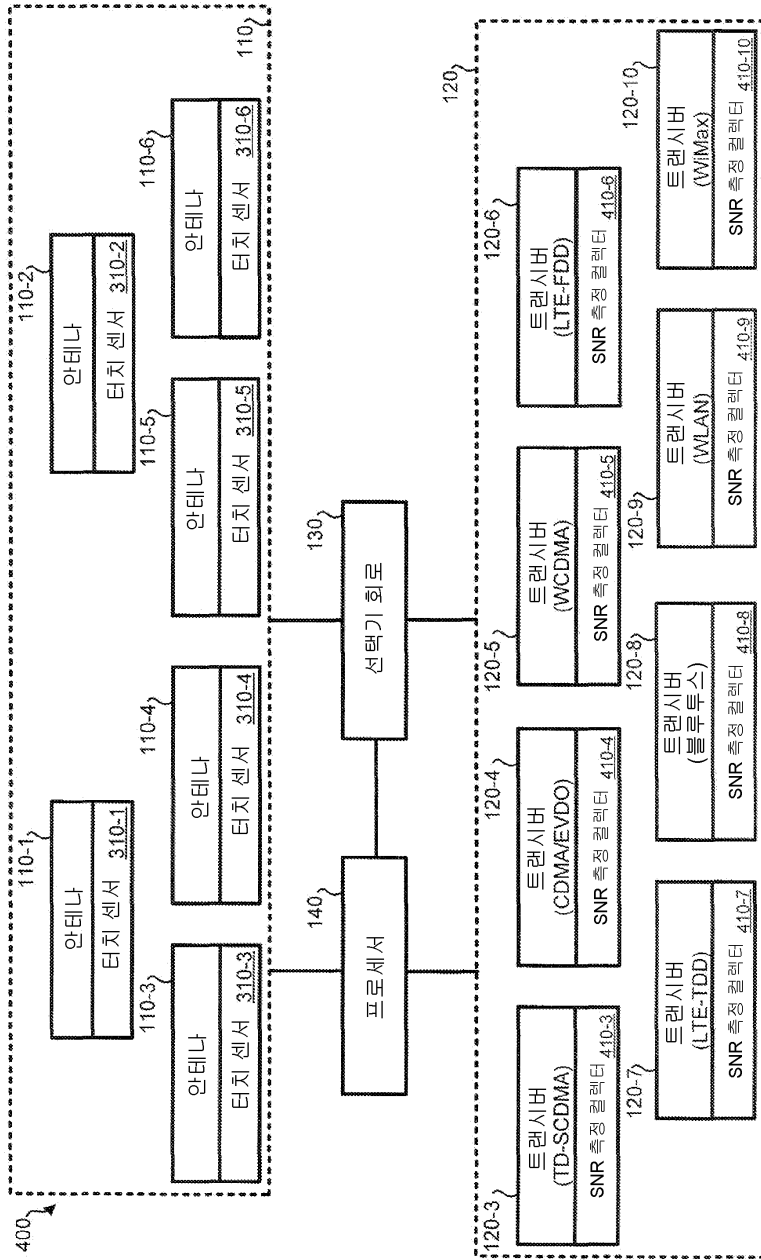 400
110
110-1
안테나
터치 센서 310-1
110-2
안테나
터치 센서 310-2
110-3
안테나
터치 센서 310-3
110-4
안테나
터치 센서 310-4
110-5
안테나
터치 센서 310-5
110-6
안테나
터치 센서 310-6
140
프로세서
130
선택기 회로
120
120-3
트랜시버
(TD-SCDMA)
SNR 측정 컬렉터
410-3
120-4
트랜시버
(CDMA/EVDO)
SNR 측정 컬렉터
410-4
120-5
트랜시버
(WCDMA)
SNR 측정 컬렉터
410-5
120-6
트랜시버
(LTE-FDD)
SNR 측정 컬렉터
410-6
120-7
트랜시버
(LTE-TDD)
SNR 측정 컬렉터
410-7
120-8
트랜시버
(블루투스)
SNR 측정 컬렉터
410-8
120-9
트랜시버
(WLAN)
SNR 측정 컬렉터
410-9
120-10
트랜시버
(WiMax)
SNR 측정 컬렉터
410-10